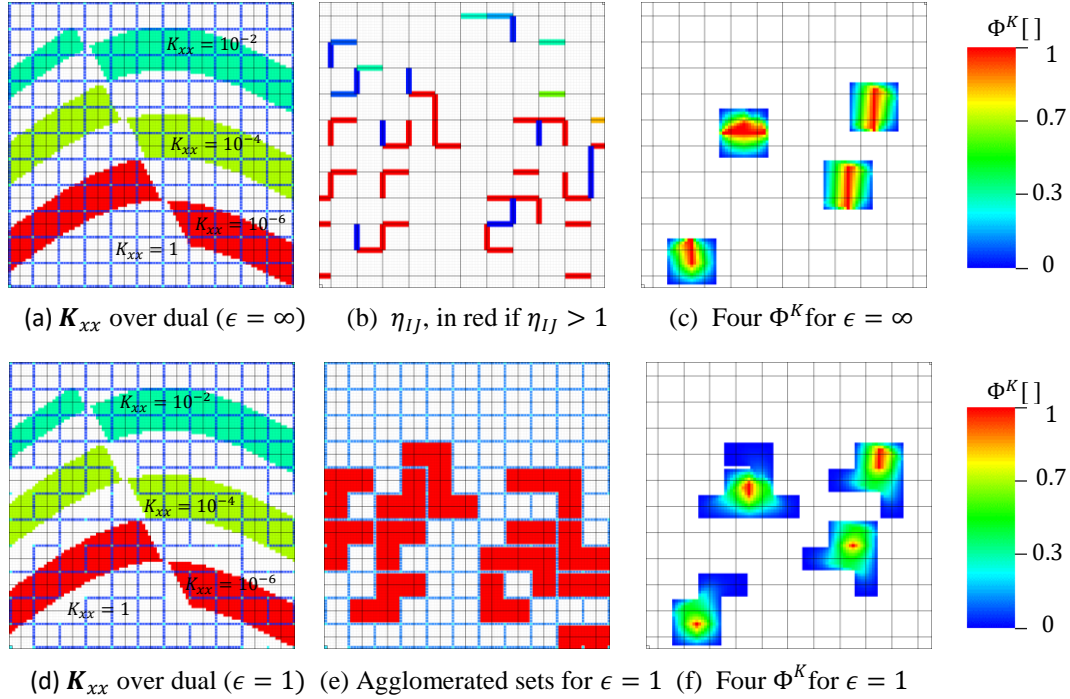 Φ^K[ ]
K_xx = 10^-2
K_xx = 10^-4
K_xx = 10^-6
K_xx = 1
1
0.7
0.3
0
(a) K_xx over dual (ϵ = ∞)
(b) η_IJ, in red if η_IJ > 1
(c) Four Φ^K for ϵ = ∞
Φ^K[ ]
K_xx = 10^-2
K_xx = 10^-4
K_xx = 10^-6
K_xx = 1
1
0.7
0.3
0
(d) K_xx over dual (ϵ = 1)
(e) Agglomerated sets for ϵ = 1
(f) Four Φ^K for ϵ = 1